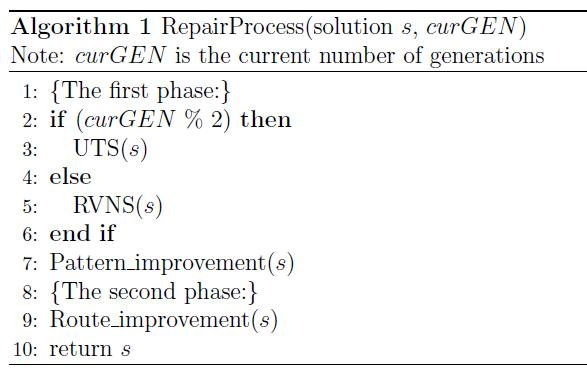 Algorithm 1 RepairProcess(solution s, curGEN)
Note: curGEN is the current number of generations
1: {The first phase:}
2: if (curGEN % 2) then
3: UTS(s)
4: else
5: RVNS(s)
6: end if
7: Pattern_improvement(s)
8: {The second phase:}
9: Route_improvement(s)
10: return s